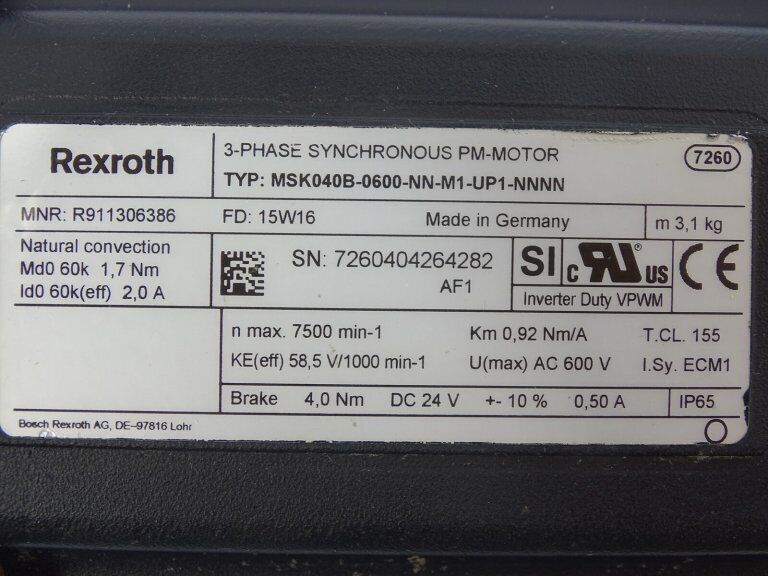 Rexroth
3-PHASE SYNCHRONOUS PM-MOTOR
7260
TYP: MSK040B-0600-NN-M1-UP1-NNNN
MNR: R911306386
FD: 15W16
Made in Germany
m 3,1 kg
Natural convection
Md0 60k 1,7 Nm
Id0 60k(eff) 2,0 A
SN: 7260404264282
AF1
SI
c RU us
CE
Inverter Duty VPWM
n max. 7500 min-1
Km 0,92 Nm/A
T.CL. 155
KE(eff) 58,5 V/1000 min-1
U(max) AC 600 V
I.Sy. ECM1
Brake 4,0 Nm DC 24 V +- 10 % 0,50 A
IP65
Bosch Rexroth AG, DE-97816 Lohr